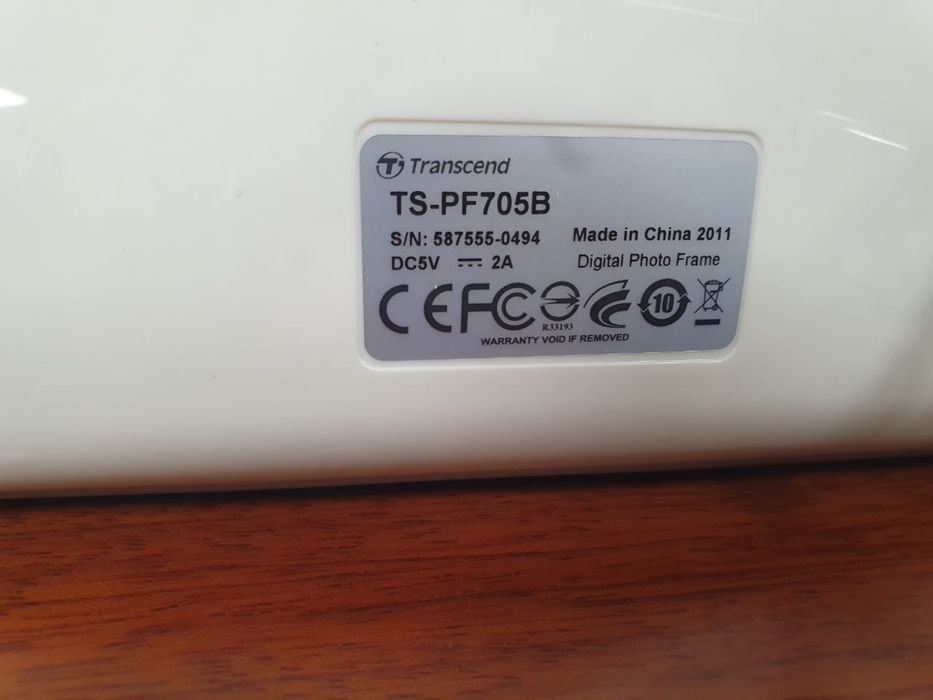 Transcend
TS-PF705B
S/N: 587555-0494
Made in China 2011
DC5V ⎓ 2A
Digital Photo Frame
CE FC
R33193
10
WARRANTY VOID IF REMOVED